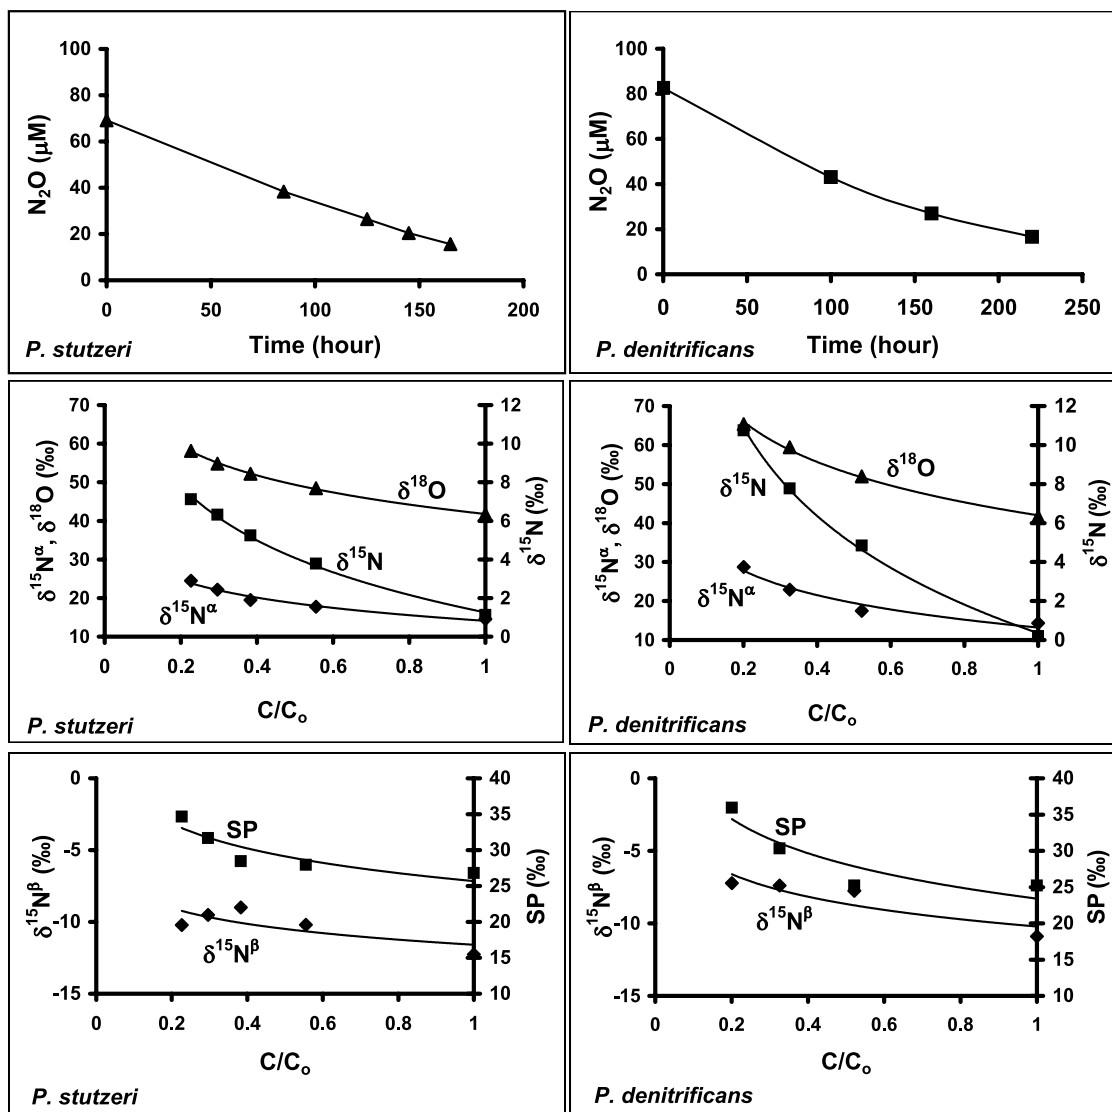 100
80
60
40
20
0
N₂O (μM)
0 50 100 150 200
Time (hour)
P. stutzeri
100
80
60
40
20
0
N₂O (μM)
0 50 100 150 200 250
Time (hour)
P. denitrificans
70
60
50
40
30
20
10
δ¹⁵Nᵅ, δ¹⁸O (‰)
12
10
8
6
4
2
0
δ¹⁵N (‰)
δ¹⁸O
δ¹⁵N
δ¹⁵Nᵅ
0 0.2 0.4 0.6 0.8 1
C/Cₒ
P. stutzeri
70
60
50
40
30
20
10
δ¹⁵Nᵅ, δ¹⁸O (‰)
12
10
8
6
4
2
0
δ¹⁵N (‰)
δ¹⁸O
δ¹⁵N
δ¹⁵Nᵅ
0 0.2 0.4 0.6 0.8 1
C/Cₒ
P. denitrificans
0
-5
-10
-15
δ¹⁵Nᵝ (‰)
40
35
30
25
20
15
10
SP (‰)
SP
δ¹⁵Nᵝ
0 0.2 0.4 0.6 0.8 1
C/Cₒ
P. stutzeri
0
-5
-10
-15
δ¹⁵Nᵝ (‰)
40
35
30
25
20
15
10
SP (‰)
SP
δ¹⁵Nᵝ
0 0.2 0.4 0.6 0.8 1
C/Cₒ
P. denitrificans